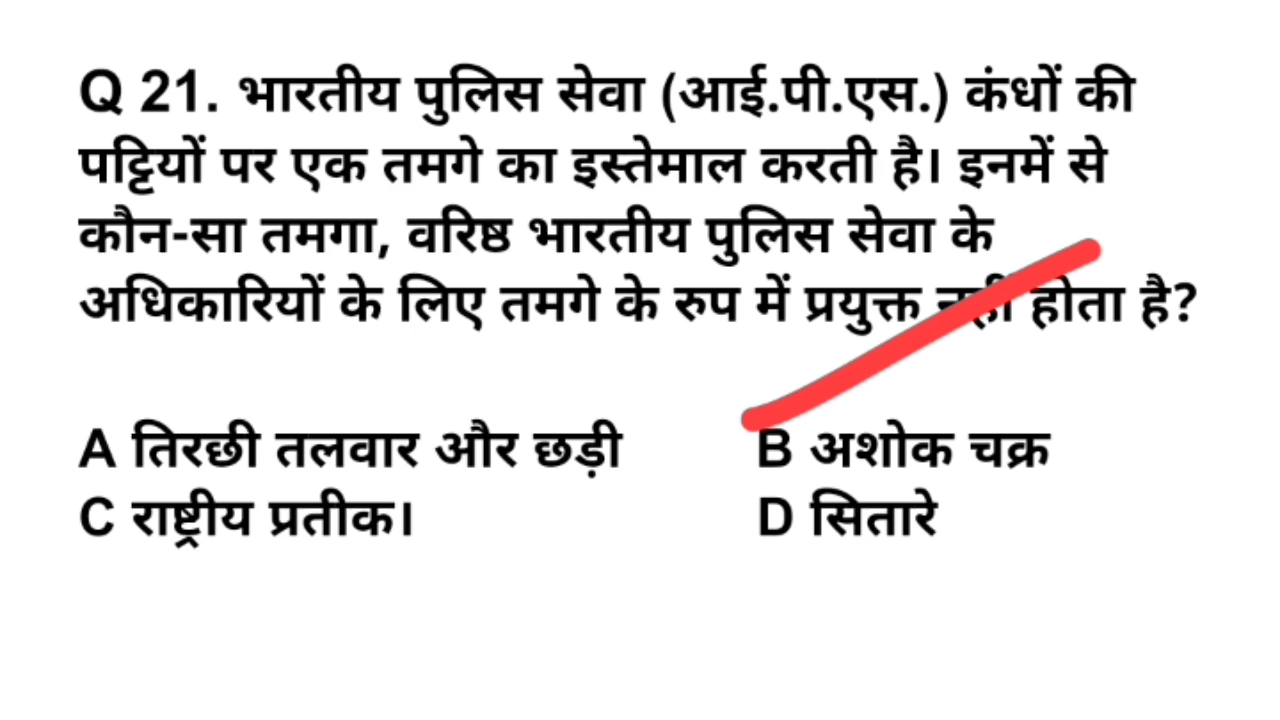 Q 21. भारतीय पुलिस सेवा (आई.पी.एस.) कंधों की
पट्टियों पर एक तमगे का इस्तेमाल करती है। इनमें से
कौन-सा तमगा, वरिष्ठ भारतीय पुलिस सेवा के
अधिकारियों के लिए तमगे के रुप में प्रयुक्त नहीं होता है?
A तिरछी तलवार और छड़ी B अशोक चक्र
C राष्ट्रीय प्रतीक। D सितारे